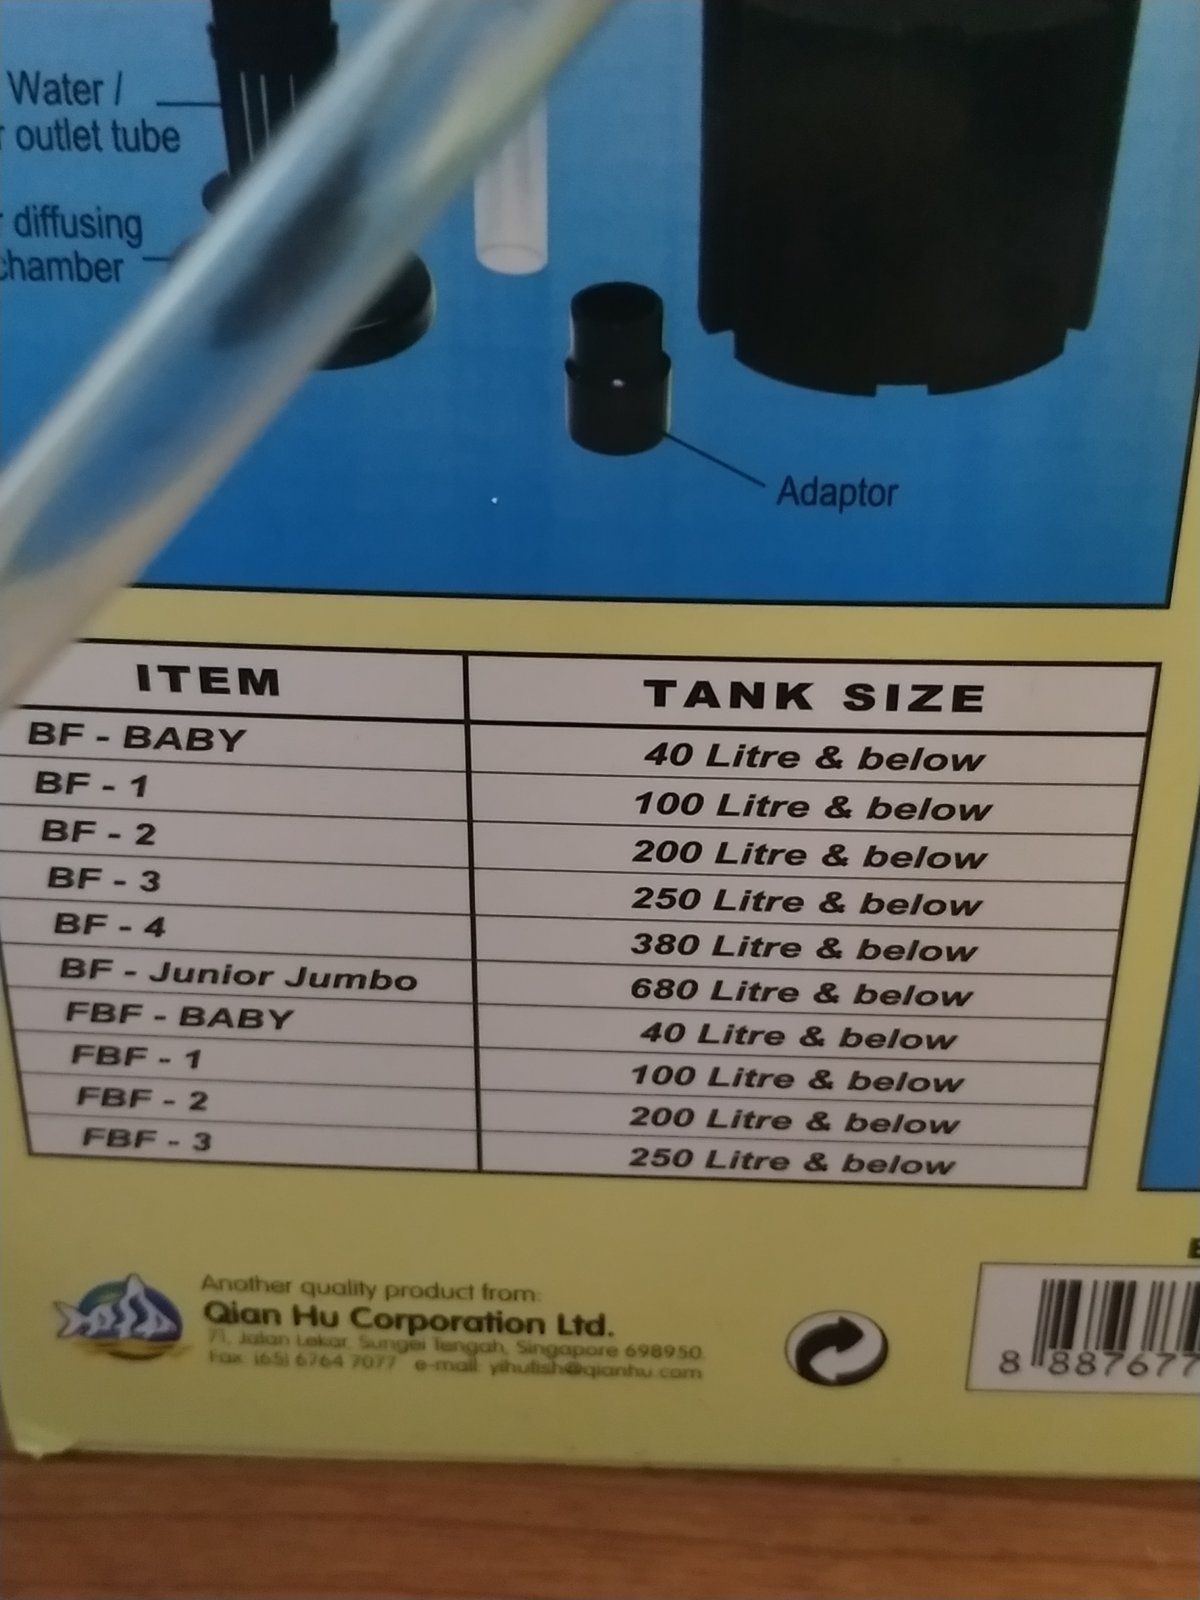 Water /
outlet tube
diffusing
chamber
Adaptor
ITEM TANK SIZE
BF - BABY 40 Litre & below
BF - 1 100 Litre & below
BF - 2 200 Litre & below
BF - 3 250 Litre & below
BF - 4 380 Litre & below
BF - Junior Jumbo 680 Litre & below
FBF - BABY 40 Litre & below
FBF - 1 100 Litre & below
FBF - 2 200 Litre & below
FBF - 3 250 Litre & below
Another quality product from:
Qian Hu Corporation Ltd.
71, Jalan Lekar, Sungei Tengah, Singapore 698950.
Fax: (65) 6764 7077 e-mail: yihufish@qianhu.com
8 887677